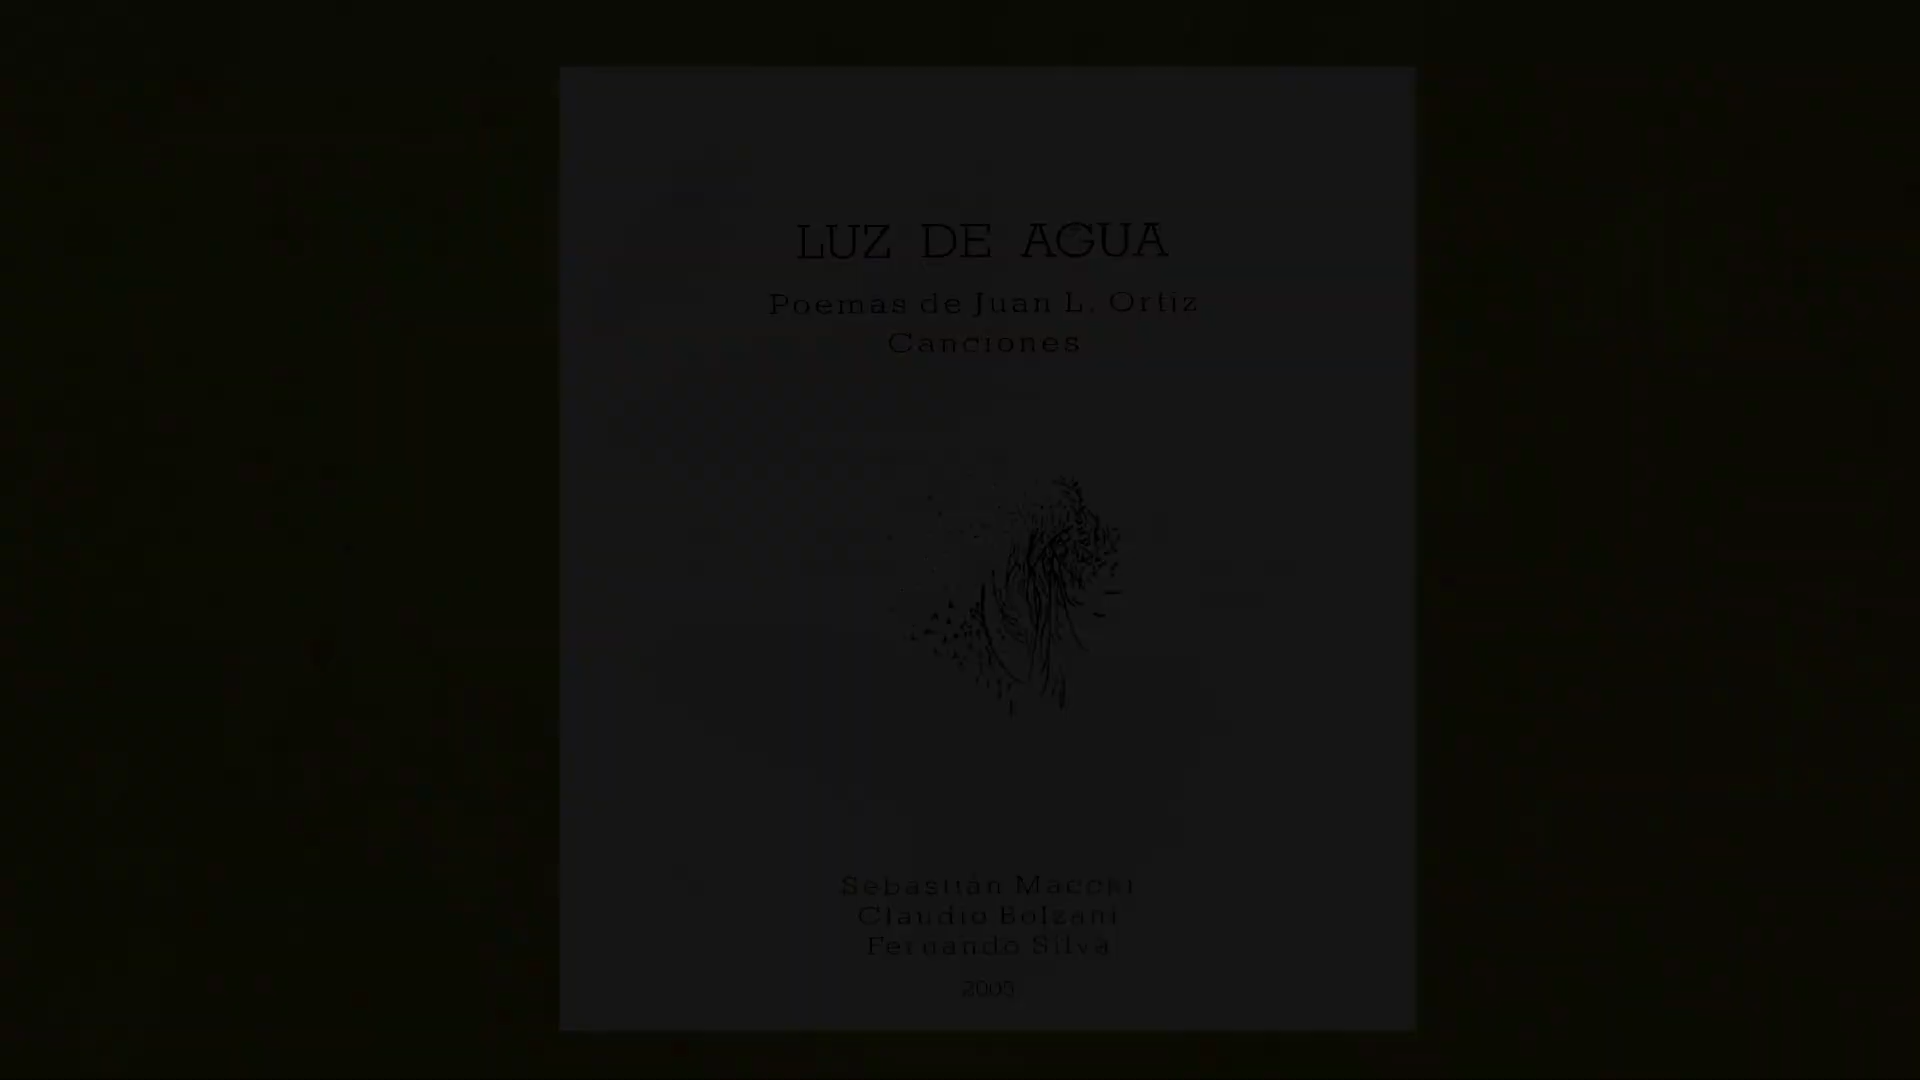 LUZ DE AGUA
Poemas de Juan L. Ortiz
Canciones
Sebastián Macchi
Claudio Bolzani
Fernando Silva
2005